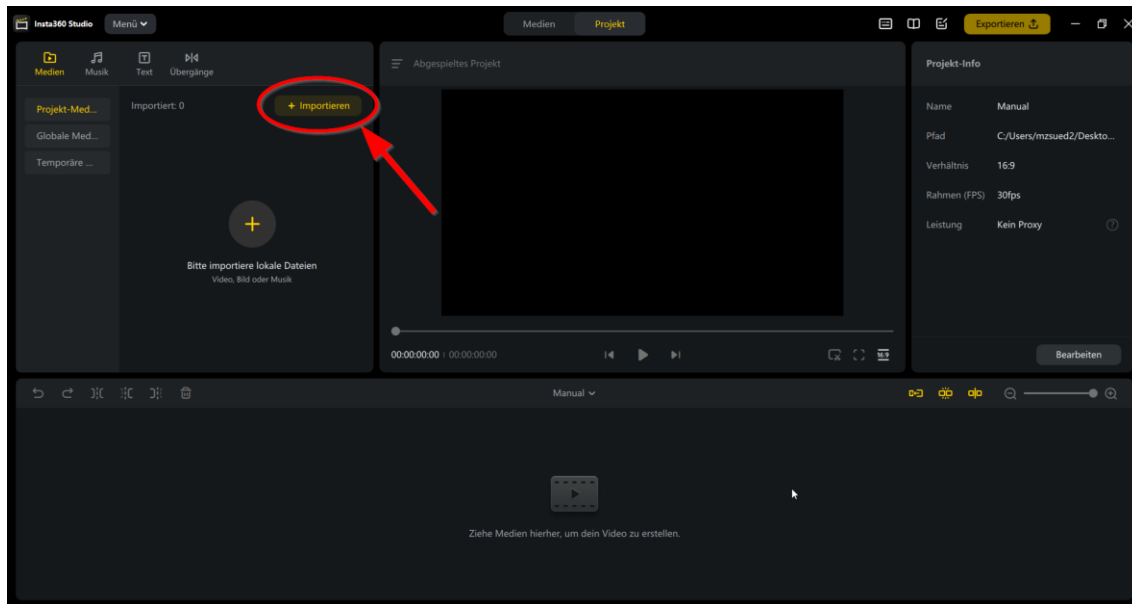 Insta360 Studio
Menü
Medien
Projekt
Exportieren
Medien
Musik
Text
Übergänge
Projekt-Med...
Globale Med...
Temporäre ...
Importiert: 0
+ Importieren
Bitte importiere lokale Dateien
Video, Bild oder Musik
Abgespieltes Projekt
00:00:00:00 | 00:00:00:00
16:9
Projekt-Info
Name Manual
Pfad C:/Users/mzsued2/Deskto...
Verhältnis 16:9
Rahmen (FPS) 30fps
Leistung Kein Proxy
Bearbeiten
Manual
Ziehe Medien hierher, um dein Video zu erstellen.